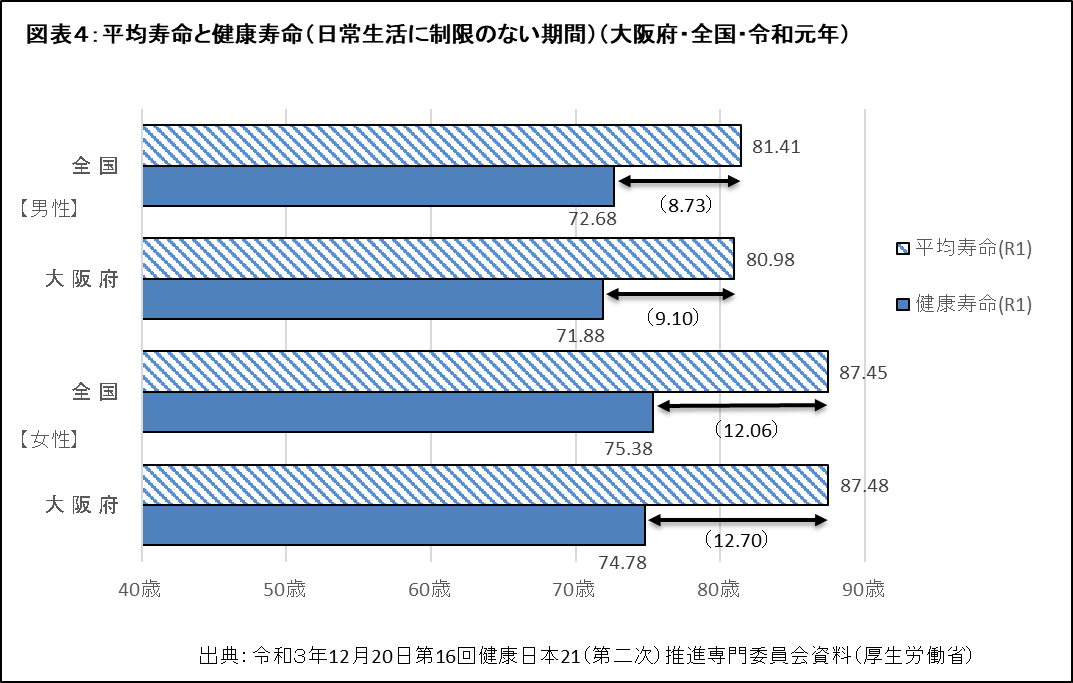 図表４：平均寿命と健康寿命（日常生活に制限のない期間）（大阪府・全国・令和元年）
全国
81.41
（8.73）
72.68
【男性】
大阪府
80.98
（9.10）
71.88
全国
87.45
（12.06）
75.38
【女性】
大阪府
87.48
（12.70）
74.78
平均寿命(R1)
健康寿命(R1)
40歳 50歳 60歳 70歳 80歳 90歳
出典：令和３年12月20日第16回健康日本21（第二次）推進専門委員会資料（厚生労働省）